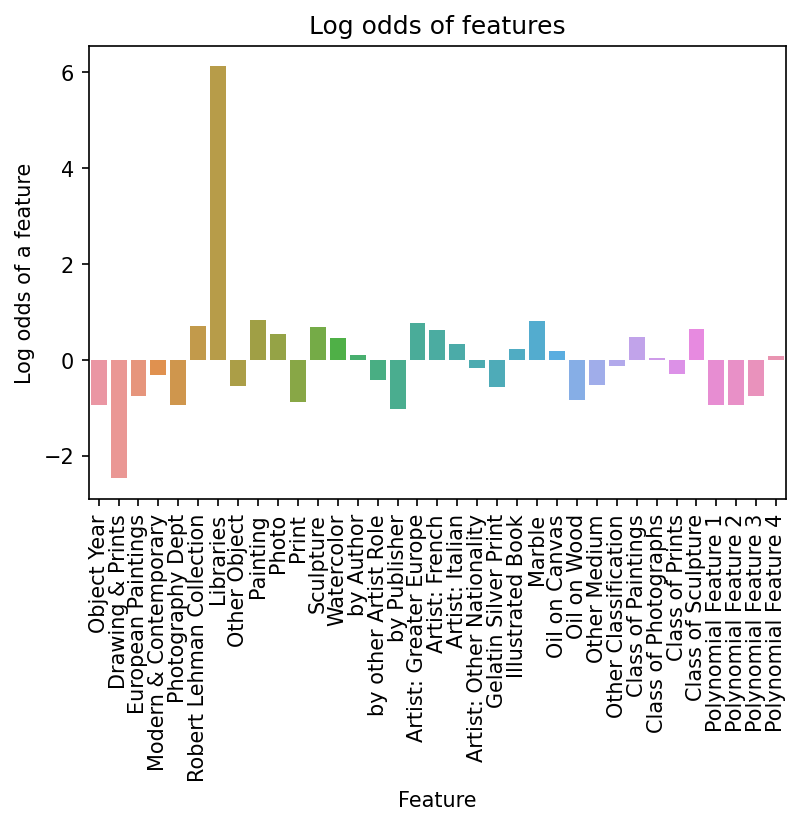 Log odds of features
Log odds of a feature
6
4
2
0
−2
Object Year
Drawing & Prints
European Paintings
Modern & Contemporary
Photography Dept
Robert Lehman Collection
Libraries
Other Object
Painting
Photo
Print
Sculpture
Watercolor
by Author
by other Artist Role
by Publisher
Artist: Greater Europe
Artist: French
Artist: Italian
Artist: Other Nationality
Gelatin Silver Print
Illustrated Book
Marble
Oil on Canvas
Oil on Wood
Other Medium
Other Classification
Class of Paintings
Class of Photographs
Class of Prints
Class of Sculpture
Polynomial Feature 1
Polynomial Feature 2
Polynomial Feature 3
Polynomial Feature 4
Feature